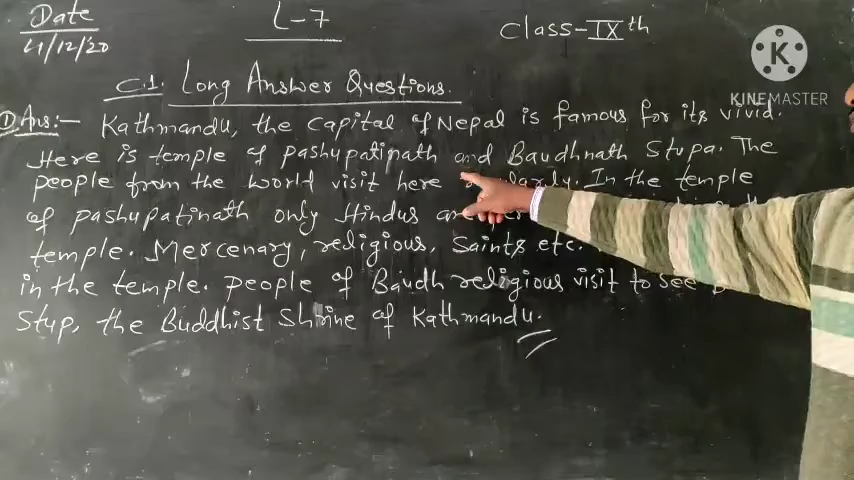 Date
L-7
Class-IXth
11/12/20
K
KINEMASTER
C.1. Long Answer Questions.
① Ans:- Kathmandu, the capital of Nepal is famous for its vivid.
Here is temple of pashupatipath and Baudhnath Stupa. The
people from the world visit here In the temple
of pashupatinath only Hindus are
temple. Mercenary, religious, Saints etc.
in the temple. people of Baudh religious visit to see
Stup, the Buddhist Shrine of Kathmandu.